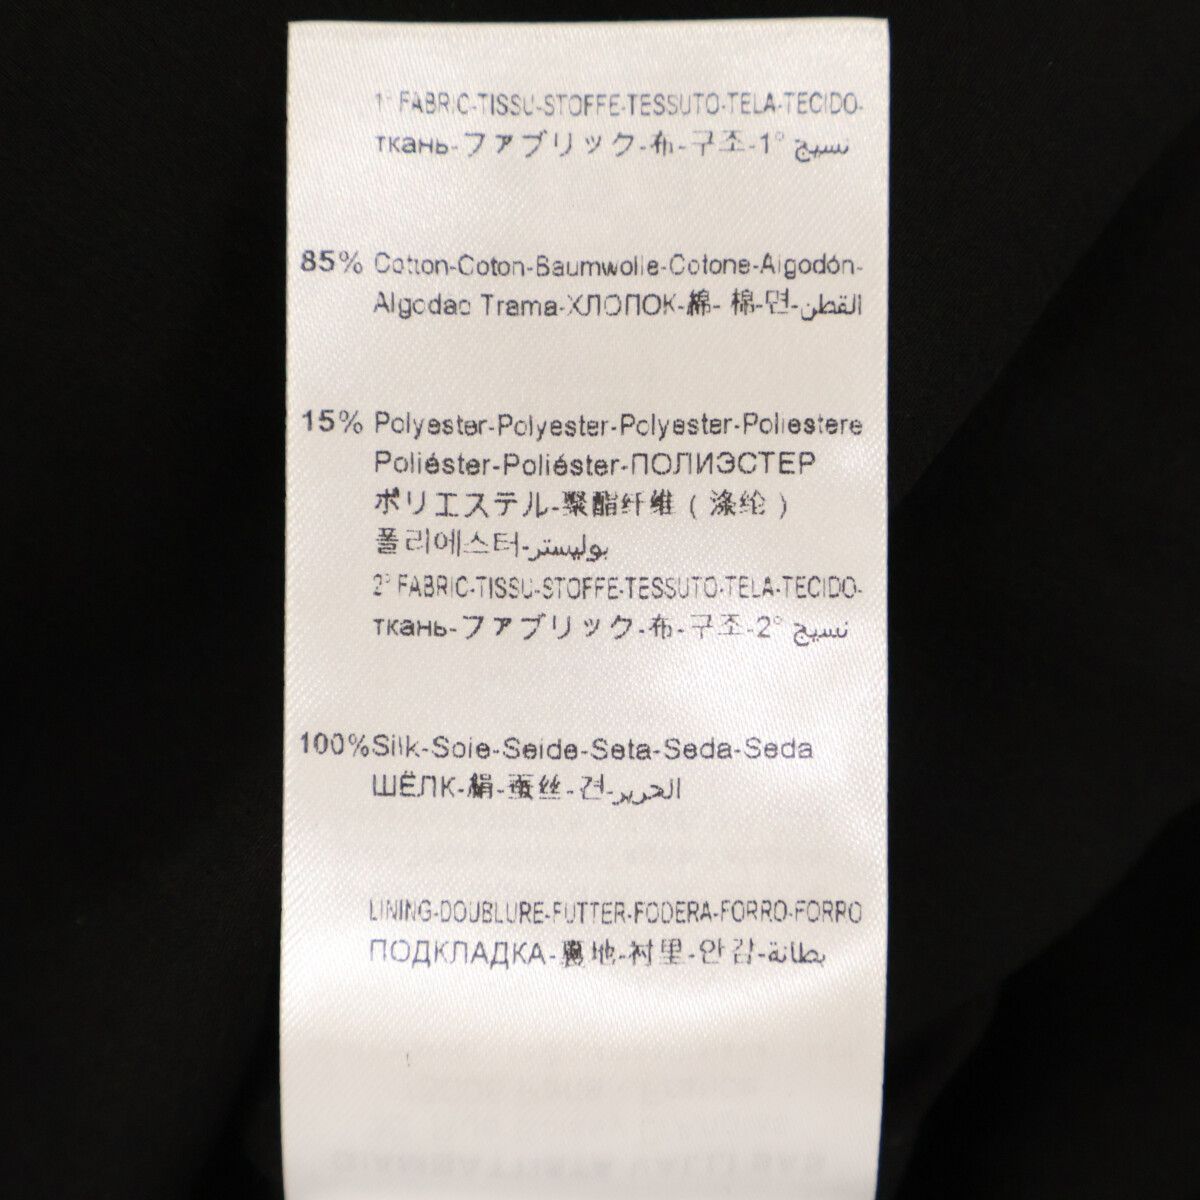 1° FABRIC-TISSU-STOFFE-TESSUTO-TELA-TECIDO-
ткань-ファブリック-布-구조-1° نسيج
85% Cotton-Coton-Baumwolle-Cotone-Algodón-
Algodao Trama-ХЛОПОК-綿- 棉-면-القطن
15% Polyester-Polyester-Polyester-Poliestere
Poliéster-Poliéster-ПОЛИЭСТЕР
ポリエステル-聚酯纤维 ( 涤纶 )
폴리에스터-بوليستر
2° FABRIC-TISSU-STOFFE-TESSUTO-TELA-TECIDO-
ткань-ファブリック-布-구조-2° نسيج
100% Silk-Soie-Seide-Seta-Seda-Seda
ШЁЛК-絹-蚕丝-견-الحرير
LINING-DOUBLURE-FUTTER-FODERA-FORRO-FORRO
ПОДКЛАДКА-裏地-衬里-안감-بطانة